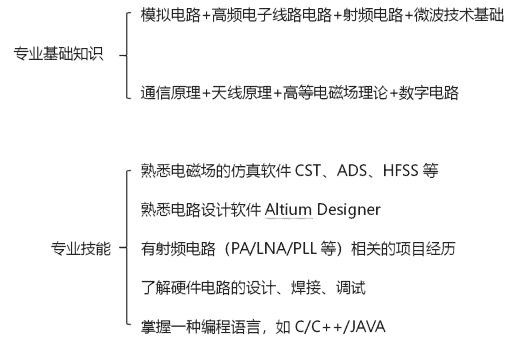 模拟电路+高频电子线路电路+射频电路+微波技术基础
专业基础知识
通信原理+天线原理+高等电磁场理论+数字电路
熟悉电磁场的仿真软件 CST、ADS、HFSS 等
熟悉电路设计软件 Altium Designer
专业技能
有射频电路（PA/LNA/PLL 等）相关的项目经历
了解硬件电路的设计、焊接、调试
掌握一种编程语言，如 C/C++/JAVA